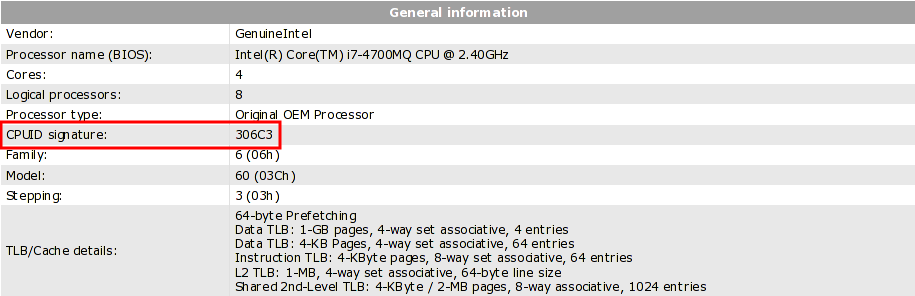 General information
Vendor: GenuineIntel
Processor name (BIOS): Intel(R) Core(TM) i7-4700MQ CPU @ 2.40GHz
Cores: 4
Logical processors: 8
Processor type: Original OEM Processor
CPUID signature: 306C3
Family: 6 (06h)
Model: 60 (03Ch)
Stepping: 3 (03h)
TLB/Cache details: 64-byte Prefetching
Data TLB: 1-GB pages, 4-way set associative, 4 entries
Data TLB: 4-KB Pages, 4-way set associative, 64 entries
Instruction TLB: 4-KByte pages, 8-way set associative, 64 entries
L2 TLB: 1-MB, 4-way set associative, 64-byte line size
Shared 2nd-Level TLB: 4-KByte / 2-MB pages, 8-way associative, 1024 entries